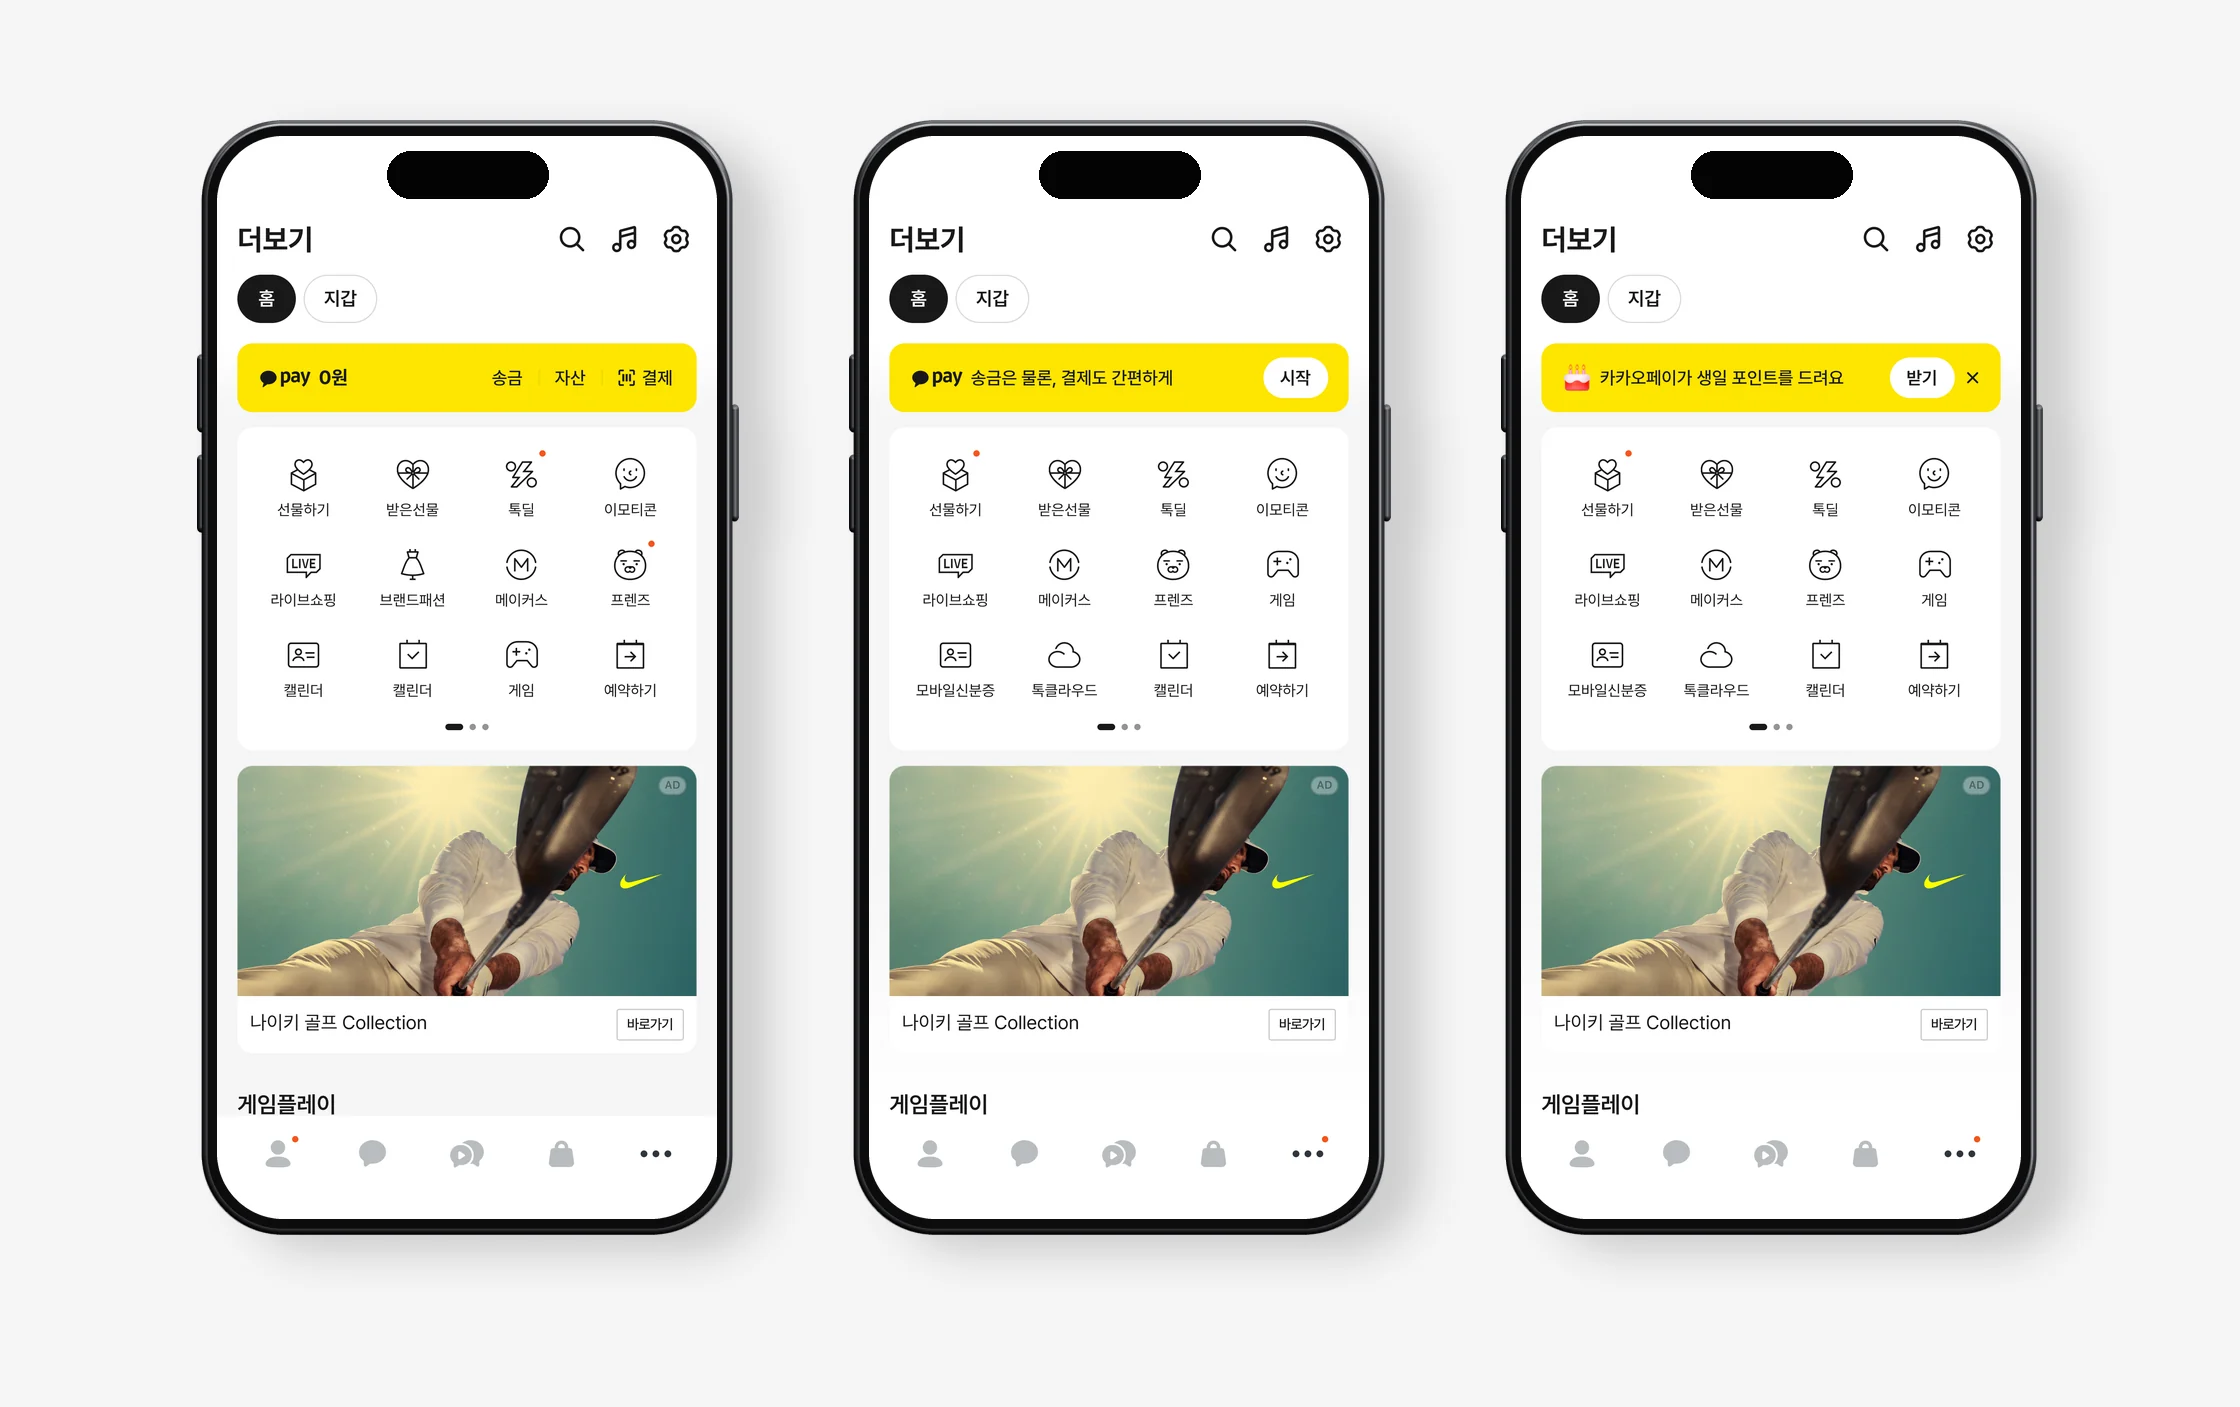 더보기
홈 지갑
pay 0원 송금 자산 결제
선물하기 받은선물 톡딜 이모티콘
LIVE M
라이브쇼핑 브랜드패션 메이커스 프렌즈
캘린더 캘린더 게임 예약하기
AD
나이키 골프 Collection 바로가기
게임플레이
더보기
홈 지갑
pay 송금은 물론, 결제도 간편하게 시작
선물하기 받은선물 톡딜 이모티콘
LIVE M
라이브쇼핑 메이커스 프렌즈 게임
모바일신분증 톡클라우드 캘린더 예약하기
AD
나이키 골프 Collection 바로가기
게임플레이
더보기
홈 지갑
카카오페이가 생일 포인트를 드려요 받기
선물하기 받은선물 톡딜 이모티콘
LIVE M
라이브쇼핑 메이커스 프렌즈 게임
모바일신분증 톡클라우드 캘린더 예약하기
AD
나이키 골프 Collection 바로가기
게임플레이